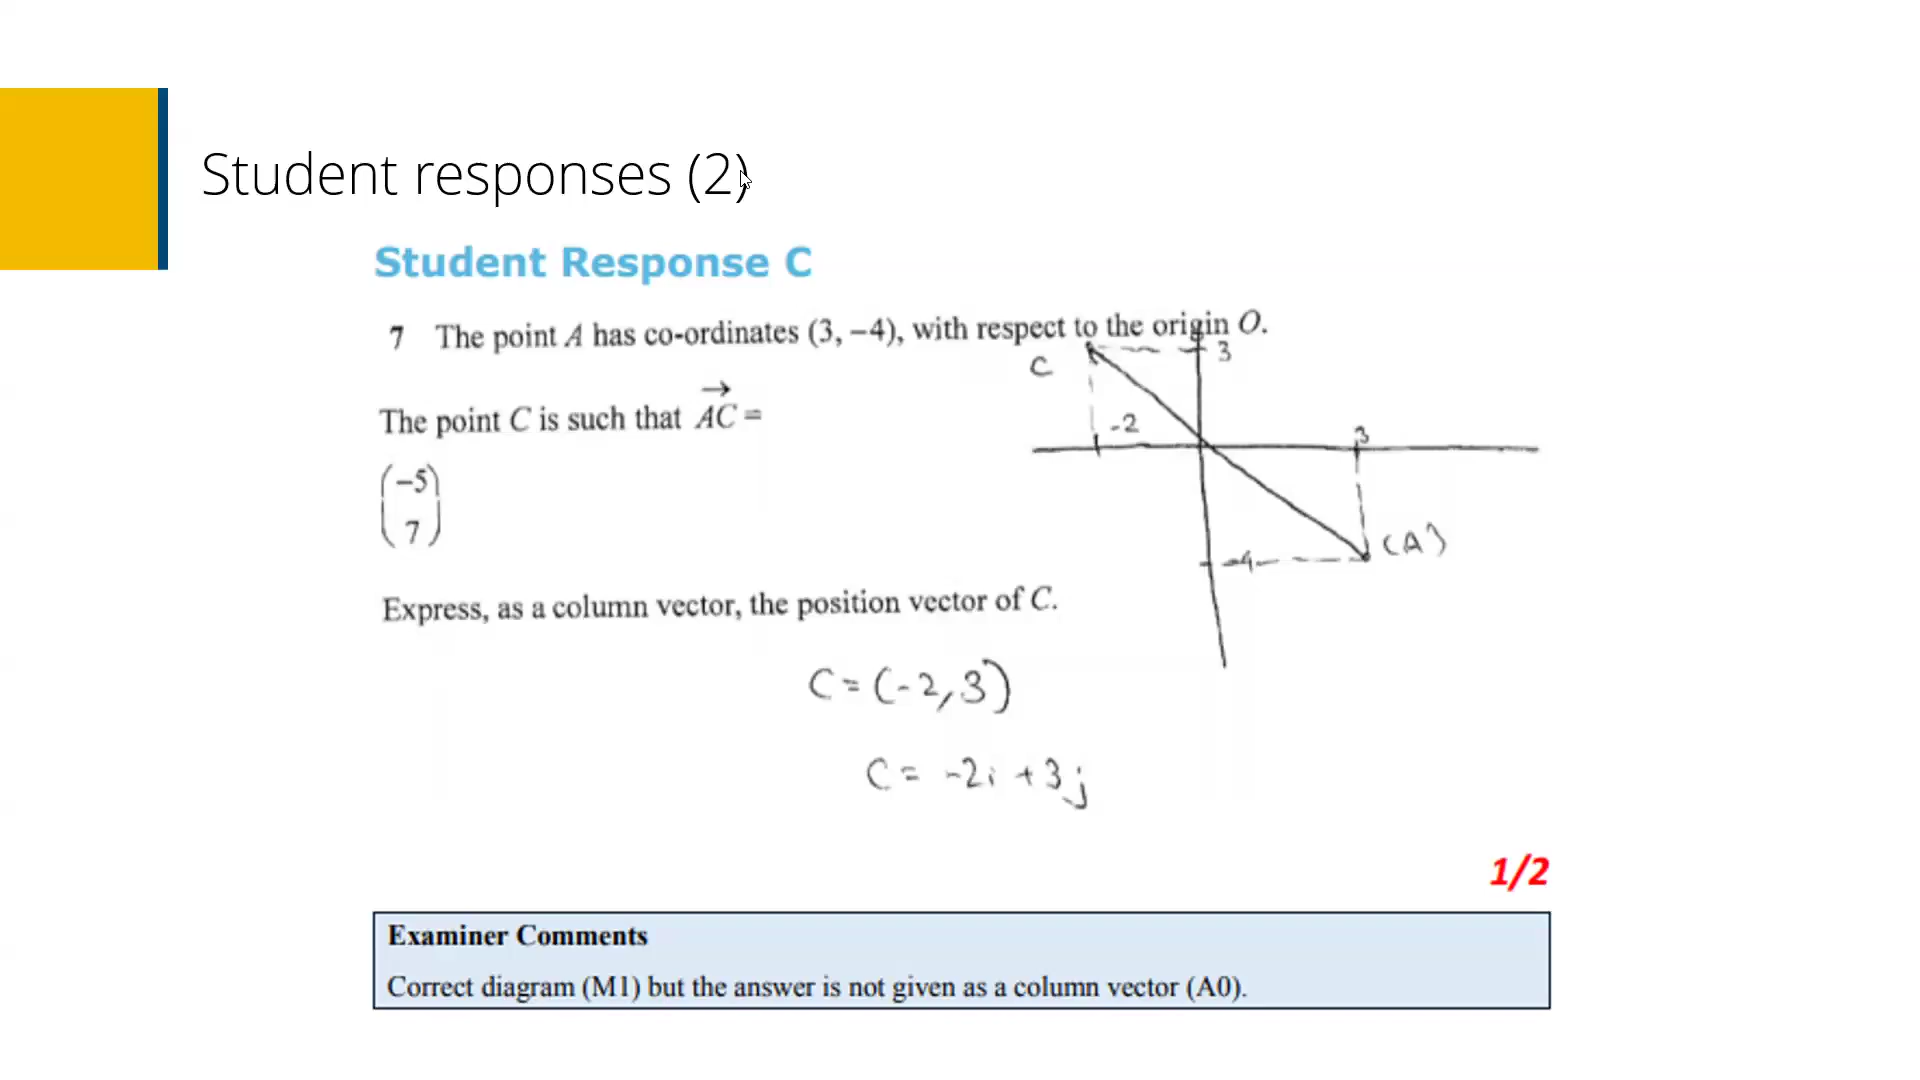 Student responses (2)
Student Response C
7 The point A has co-ordinates (3, −4), with respect to the origin O.
3
C
The point C is such that $\overrightarrow{AC}$ =
-2
3
(−5
7)
(A)
-4
Express, as a column vector, the position vector of C.
C = (-2, 3)
C = -2i + 3j
1/2
Examiner Comments
Correct diagram (M1) but the answer is not given as a column vector (A0).